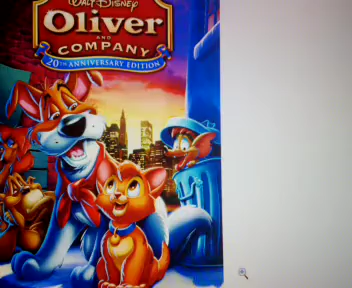 WALT DISNEY
Oliver
AND
COMPANY
20TH ANNIVERSARY EDITION